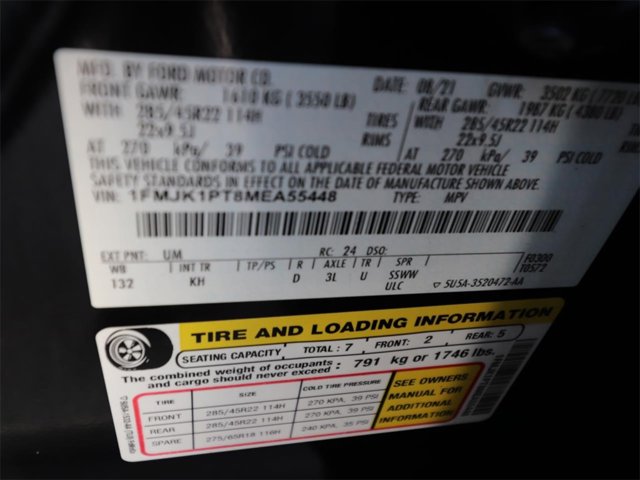 MFD. BY FORD MOTOR CO.
DATE: 08/21 GVWR: 3502 KG (7720 LB
FRONT GAWR: 1610 KG (3550 LB)
REAR GAWR: 1987 KG (4380 LB)
WITH 285/45R22 114H TIRES WITH 285/45R22 114H
22x9.5J RIMS 22x9.5J
AT 270 kPa/ 39 PSI COLD AT 270 kPa/ 39 PSI COLD
THIS VEHICLE CONFORMS TO ALL APPLICABLE FEDERAL MOTOR VEHICLE
SAFETY AND THEFT PREVENTION STANDARDS IN EFFECT ON THE
DATE OF MANUFACTURE SHOWN ABOVE.
VIN: 1FMJK1PT8MEA55448 TYPE: MPV
EXT PNT: UM RC: 24 DSO: F0300
WB INT TR TP/PS R AXLE TR SPR T0572
132 KH D 3L U SSWW
ULC 5U5A-3520472-AA
TIRE AND LOADING INFORMATION
SEATING CAPACITY TOTAL: 7 FRONT: 2 REAR: 5
The combined weight of occupants and cargo should never exceed: 791 kg or 1746 lbs.
TIRE SIZE COLD TIRE PRESSURE
FRONT 285/45R22 114H 270 KPA, 39 PSI
REAR 285/45R22 114H 270 KPA, 39 PSI
SPARE 275/65R18 116H 240 KPA, 35 PSI
SEE OWNERS
MANUAL FOR
ADDITIONAL
INFORMATION